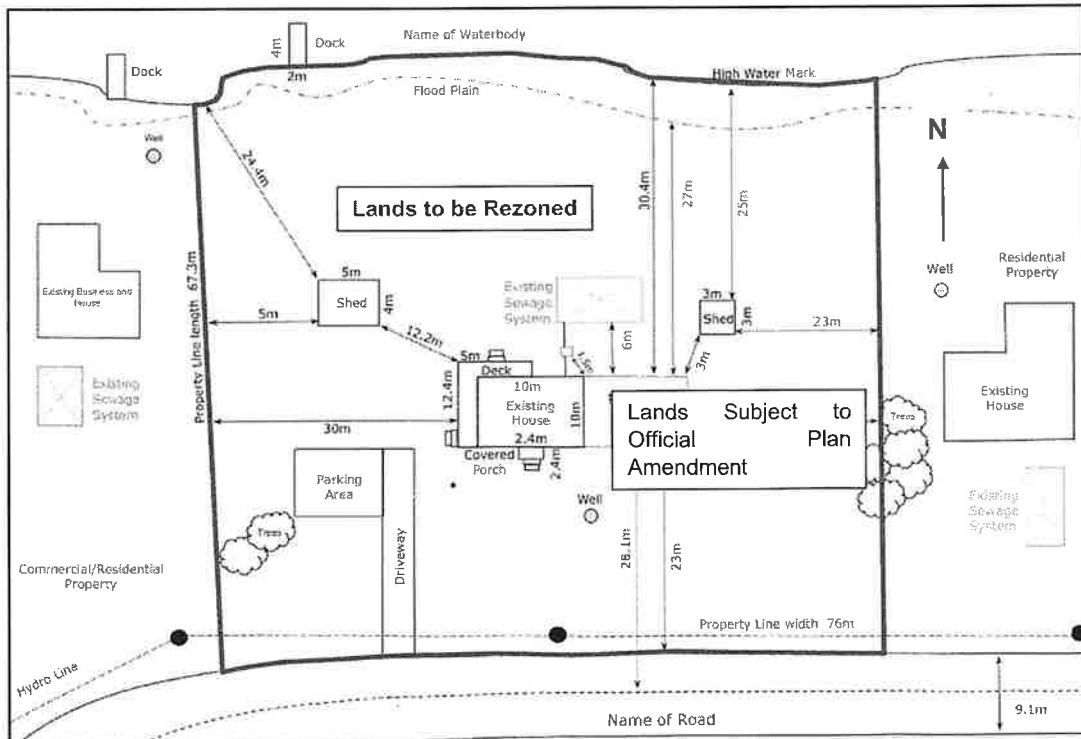 Name of Waterbody
Dock
4m
2m
Dock
High Water Mark
Flood Plain
Well
N
24.4m
30.4m
27m
25m
Lands to be Rezoned
Property Line length 67.3m
Existing Business and
House
5m
Shed
4m
5m
Existing
Sewage
System
3m
Shed
3m
23m
Well
Residential
Property
12.2m
6m
3m
1.5m
5m
Deck
12.4m
10m
Existing
House
10m
2.4m
30m
Existing
Sewage
System
Lands Subject to
Official Plan
Amendment
Trees
Existing
House
Covered
Porch
2.4m
Parking
Area
Well
Existing
Sewage
System
Trees
Driveway
28.1m
23m
Commercial/Residential
Property
Property Line width 76m
Hydro Line
Name of Road
9.1m